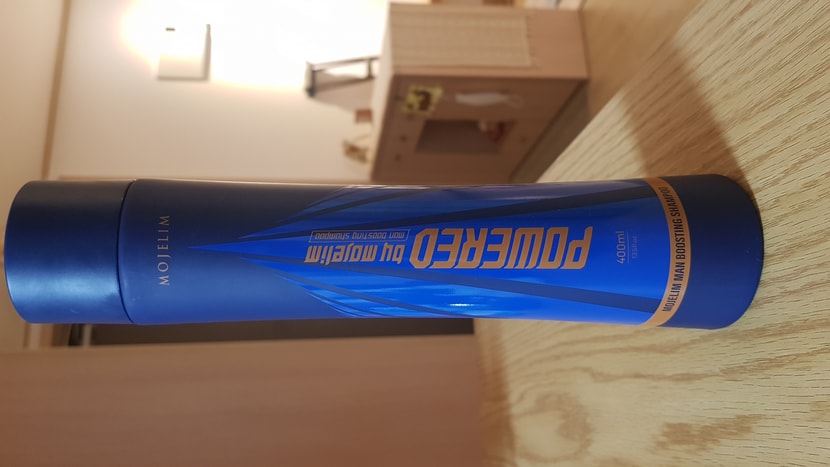 MOJELIM
POWERED
by mojelim
man boosting shampoo
400ml
MOJELIM MAN BOOSTING SHAMPOO